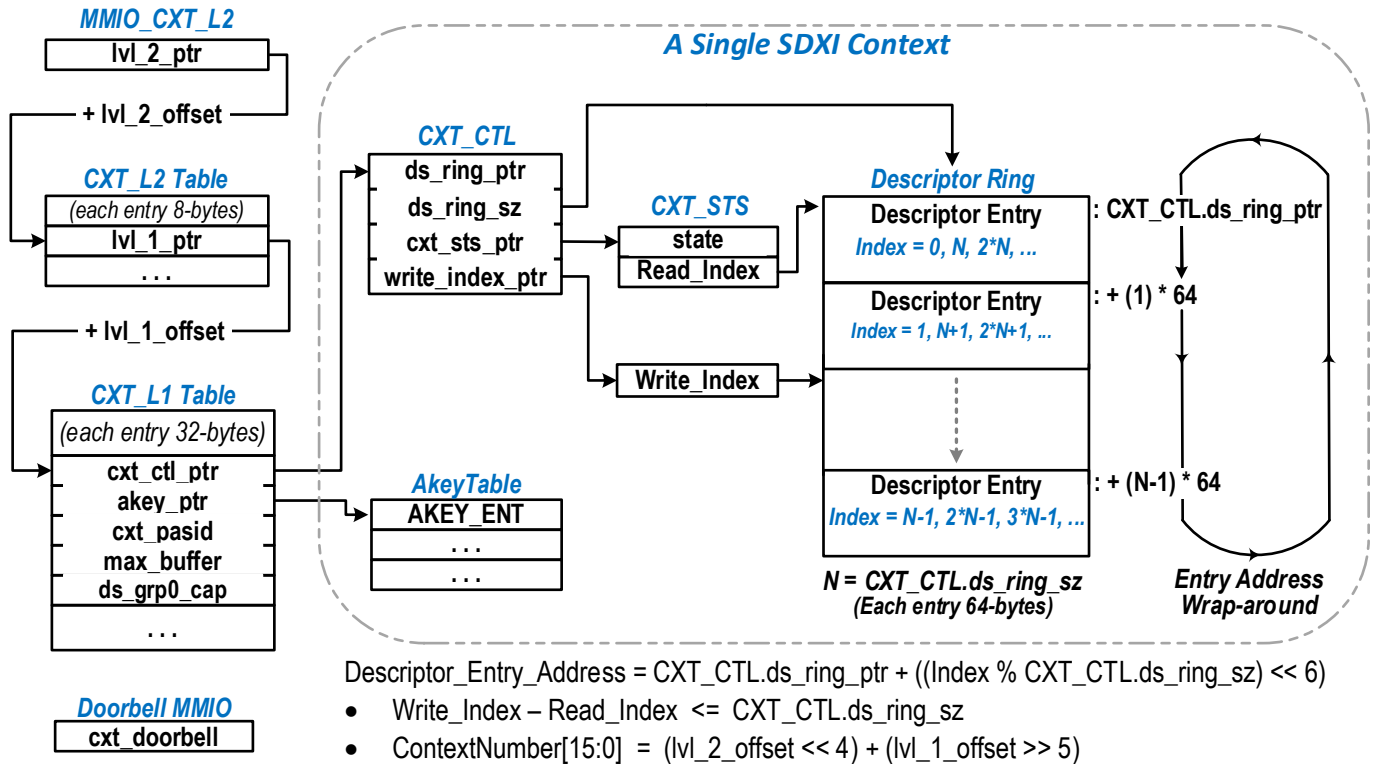 MMIO_CXT_L2
lvl_2_ptr
+ lvl_2_offset
CXT_L2 Table
(each entry 8-bytes)
lvl_1_ptr
. . .
+ lvl_1_offset
CXT_L1 Table
(each entry 32-bytes)
cxt_ctl_ptr
akey_ptr
cxt_pasid
max_buffer
ds_grp0_cap
. . .
Doorbell MMIO
cxt_doorbell
A Single SDXI Context
CXT_CTL
ds_ring_ptr
ds_ring_sz
cxt_sts_ptr
write_index_ptr
CXT_STS
state
Read_Index
Write_Index
AkeyTable
AKEY_ENT
. . .
. . .
Descriptor Ring
Descriptor Entry
Index = 0, N, 2*N, ...
: CXT_CTL.ds_ring_ptr
Descriptor Entry
Index = 1, N+1, 2*N+1, ...
: + (1) * 64
Descriptor Entry
Index = N-1, 2*N-1, 3*N-1, ...
: + (N-1) * 64
N = CXT_CTL.ds_ring_sz
(Each entry 64-bytes)
Entry Address
Wrap-around
Descriptor_Entry_Address = CXT_CTL.ds_ring_ptr + ((Index % CXT_CTL.ds_ring_sz) << 6)
• Write_Index – Read_Index <= CXT_CTL.ds_ring_sz
• ContextNumber[15:0] = (lvl_2_offset << 4) + (lvl_1_offset >> 5)